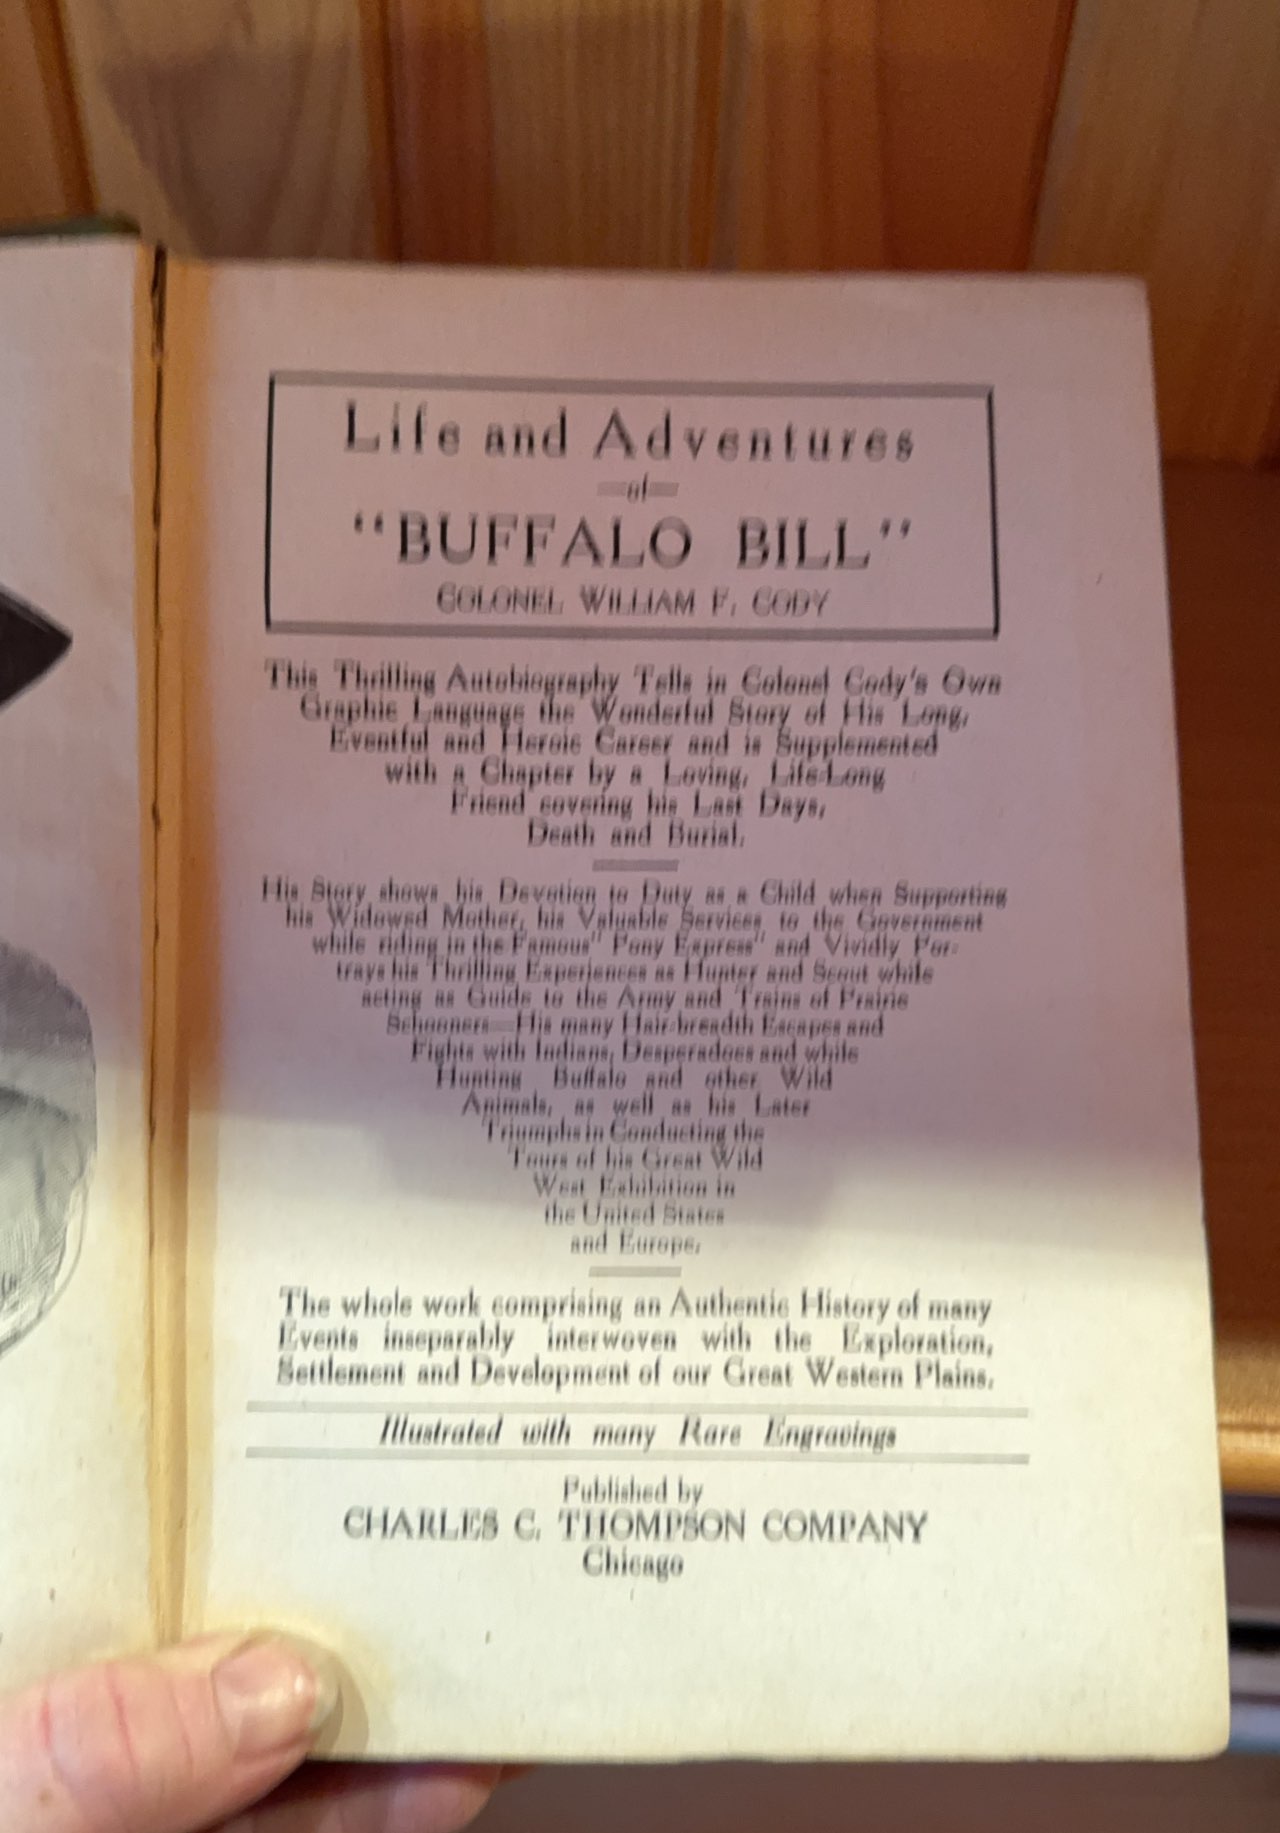 Life and Adventures
of
"BUFFALO BILL"
COLONEL WILLIAM F. CODY
This Thrilling Autobiography Tells in Colonel Cody's Own
Graphic Language the Wonderful Story of His Long,
Eventful and Heroic Career and is Supplemented
with a Chapter by a Loving, Life-Long
Friend covering his Last Days,
Death and Burial.
His Story shows his Devotion to Duty as a Child when Supporting
his Widowed Mother, his Valuable Services to the Government
while riding in the Famous" Pony Express" and Vividly Por-
trays his Thrilling Experiences as Hunter and Scout while
acting as Guide to the Army and Trains of Prairie
Schooners—His many Hair-breadth Escapes and
Fights with Indians, Desperadoes and while
Hunting Buffalo and other Wild
Animals, as well as his Later
Triumphs in Conducting the
Tours of his Great Wild
West Exhibition in
the United States
and Europe.
The whole work comprising an Authentic History of many
Events inseparably interwoven with the Exploration,
Settlement and Development of our Great Western Plains.
Illustrated with many Rare Engravings
Published by
CHARLES C. THOMPSON COMPANY
Chicago